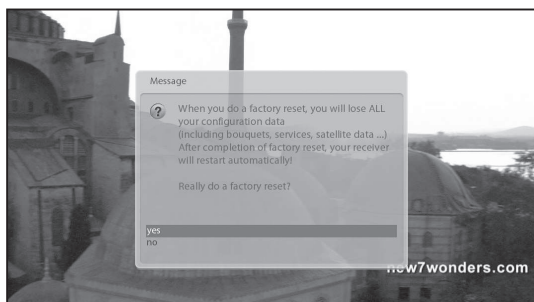 Message
When you do a factory reset, you will lose ALL
your configuration data
(including bouquets, services, satellite data ...)
After completion of factory reset, your receiver
will restart automatically!
Really do a factory reset?
yes
no
new7wonders.com